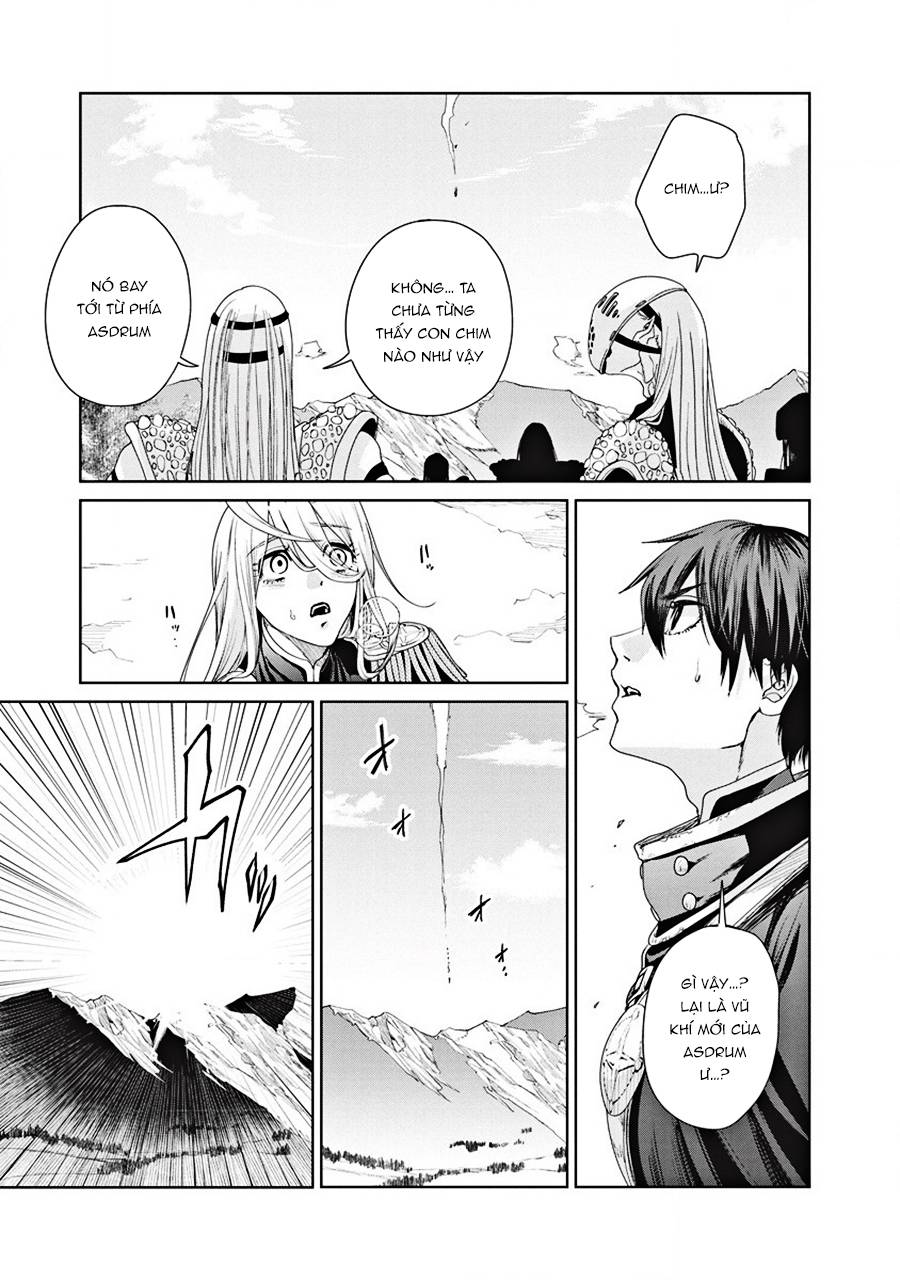 CHIM...Ư?
KHÔNG... TA
CHƯA TỪNG
THẤY CON CHIM
NÀO NHƯ VẬY
NÓ BAY
TỚI TỪ PHÍA
ASDRUM
GÌ VẬY...?
LẠI LÀ VŨ
KHÍ MỚI CỦA
ASDRUM
Ư...?